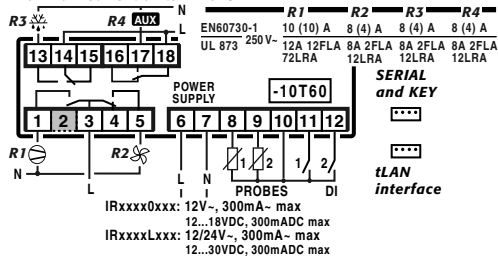 R3 R4 AUX N
L
R1 R2 R3 R4
EN60730-1 10 (10) A 8 (4) A 8 (4) A 8 (4) A
UL 873 250 V~ 12A 12FLA 8A 2FLA 8A 2FLA 8A 2FLA
72LRA 12LRA 12LRA 12LRA
13 14 15 16 17 18
SERIAL
and KEY
POWER
SUPPLY
-10T60
1 2 3 4 5 6 7 8 9 10 11 12
R1 R2
1 2 1 2
N L L N PROBES DI
tLAN
interface
IRxxxx0xxx: 12V~, 300mA~ max
12...18VDC, 300mADC max
IRxxxxLxxx: 12/24V~, 300mA~ max
12...30VDC, 300mADC max